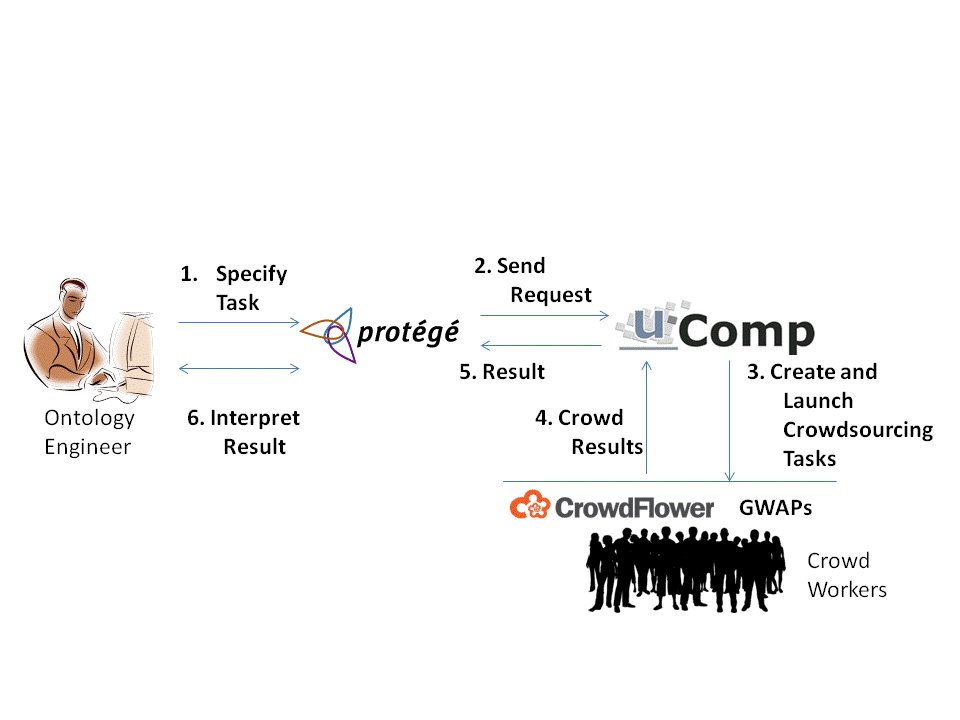 1. Specify
Task
2. Send
Request
protégé
uComp
5. Result
3. Create and
Launch
Crowdsourcing
Tasks
Ontology
Engineer
6. Interpret
Result
4. Crowd
Results
CrowdFlower
GWAPs
Crowd
Workers